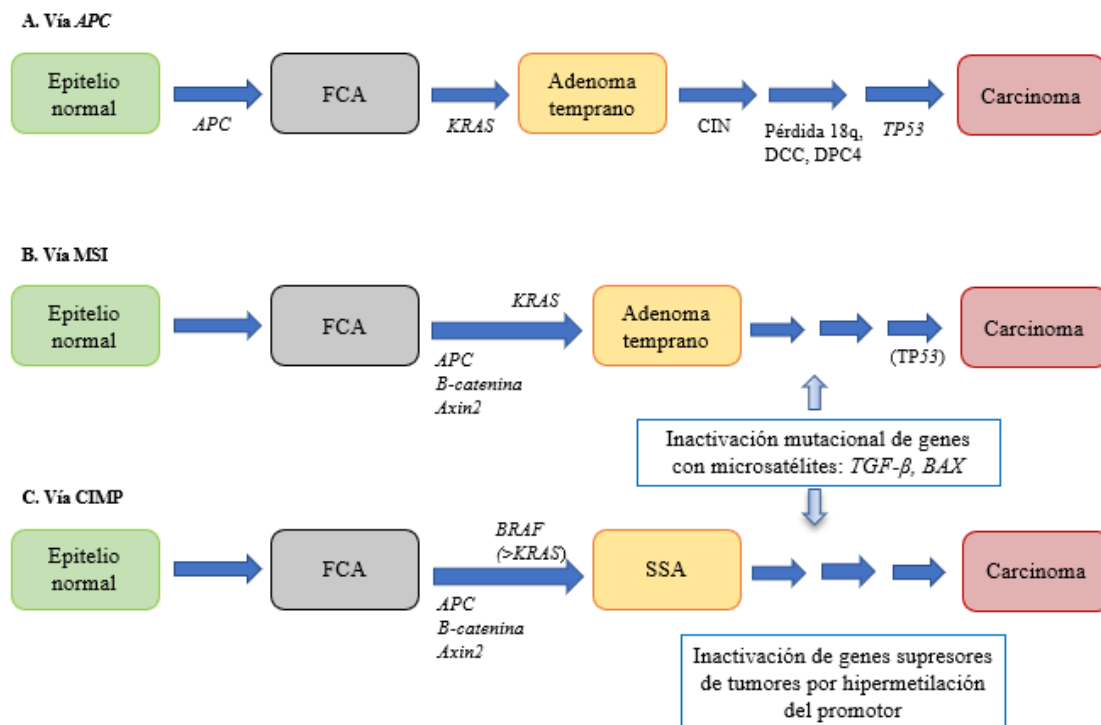 A. Vía APC
Epitelio
normal
APC
FCA
KRAS
Adenoma
temprano
CIN
Pérdida 18q,
DCC, DPC4
TP53
Carcinoma
B. Vía MSI
Epitelio
normal
FCA
KRAS
APC
B-catenina
Axin2
Adenoma
temprano
(TP53)
Carcinoma
Inactivación mutacional de genes
con microsatélites: TGF-β, BAX
C. Vía CIMP
Epitelio
normal
FCA
BRAF
(>KRAS)
APC
B-catenina
Axin2
SSA
Carcinoma
Inactivación de genes supresores
de tumores por hipermetilación
del promotor